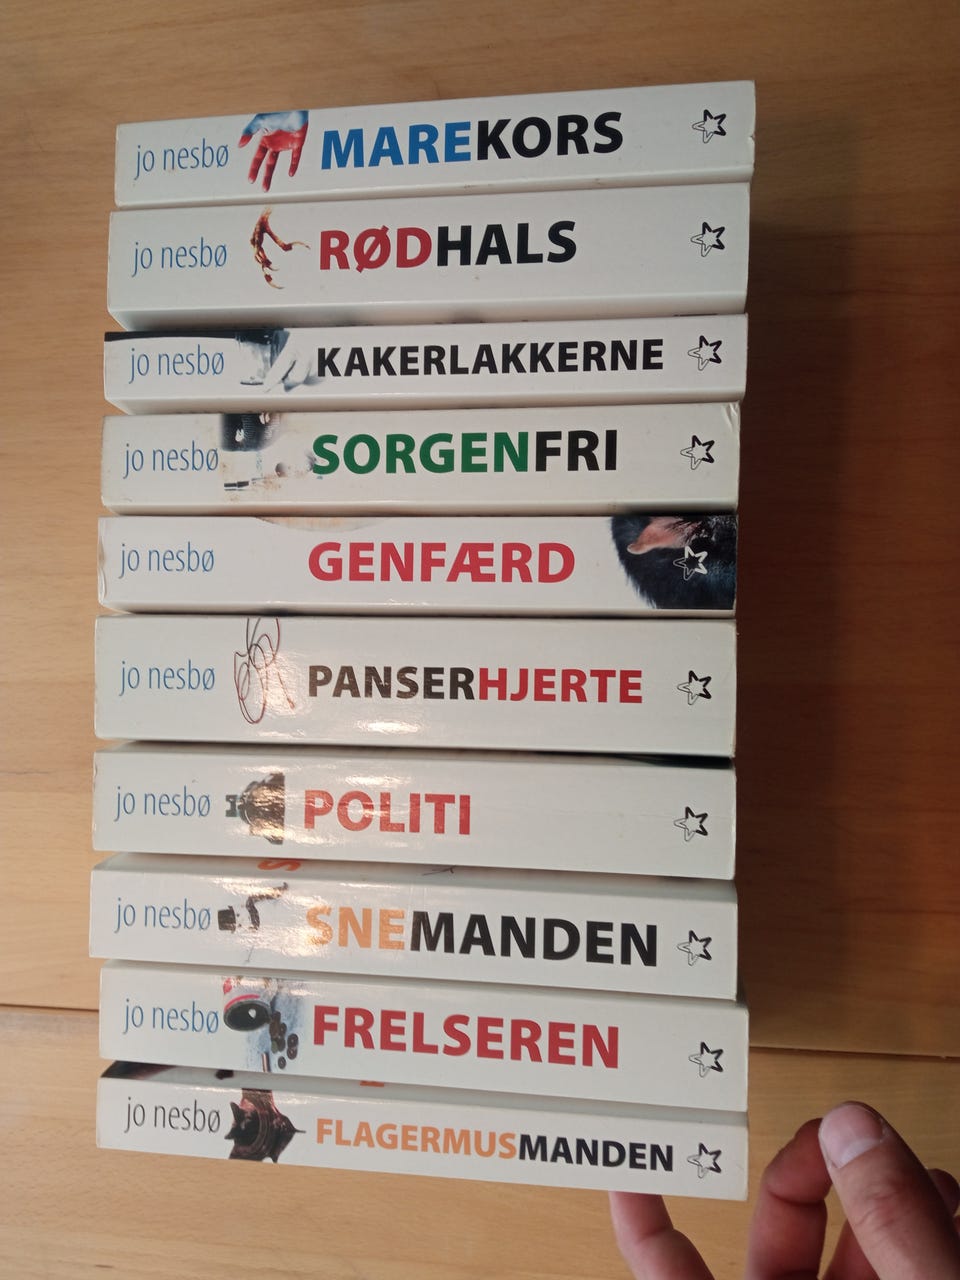 jo nesbø MAREKORS
jo nesbø RØDHALS
jo nesbø KAKERLAKKERNE
jo nesbø SORGENFRI
jo nesbø GENFÆRD
jo nesbø PANSERHJERTE
jo nesbø POLITI
jo nesbø SNEMANDEN
jo nesbø FRELSEREN
jo nesbø FLAGERMUSMANDEN